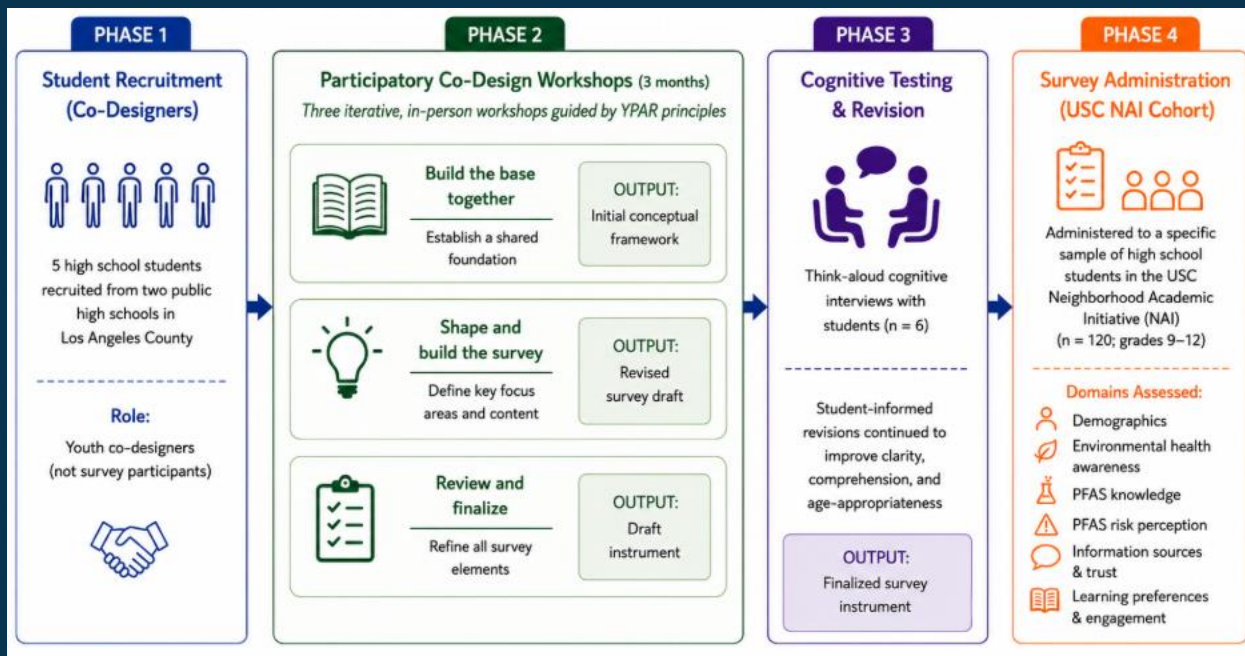 PHASE 1
Student Recruitment
(Co-Designers)
5 high school students
recruited from two public
high schools in
Los Angeles County
Role:
Youth co-designers
(not survey participants)
PHASE 2
Participatory Co-Design Workshops (3 months)
Three iterative, in-person workshops guided by YPAR principles
Build the base
together
Establish a shared
foundation
OUTPUT:
Initial conceptual
framework
Shape and
build the survey
Define key focus
areas and content
OUTPUT:
Revised
survey draft
Review and
finalize
Refine all survey
elements
OUTPUT:
Draft
instrument
PHASE 3
Cognitive Testing
& Revision
Think-aloud cognitive
interviews with
students (n = 6)
Student-informed
revisions continued to
improve clarity,
comprehension, and
age-appropriateness
OUTPUT:
Finalized survey
instrument
PHASE 4
Survey Administration
(USC NAI Cohort)
Administered to a specific
sample of high school
students in the USC
Neighborhood Academic
Initiative (NAI)
(n = 120; grades 9–12)
Domains Assessed:
Demographics
Environmental health
awareness
PFAS knowledge
PFAS risk perception
Information sources
& trust
Learning preferences
& engagement